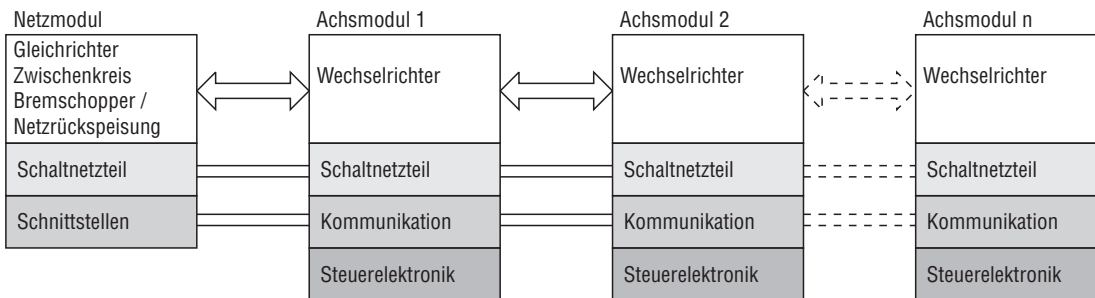 Netzmodul
Achsmodul 1
Achsmodul 2
Achsmodul n
Gleichrichter
Zwischenkreis
Bremschopper /
Netzrückspeisung
Wechselrichter
Wechselrichter
Wechselrichter
Schaltnetzteil
Schaltnetzteil
Schaltnetzteil
Schaltnetzteil
Schnittstellen
Kommunikation
Kommunikation
Kommunikation
Steuerelektronik
Steuerelektronik
Steuerelektronik